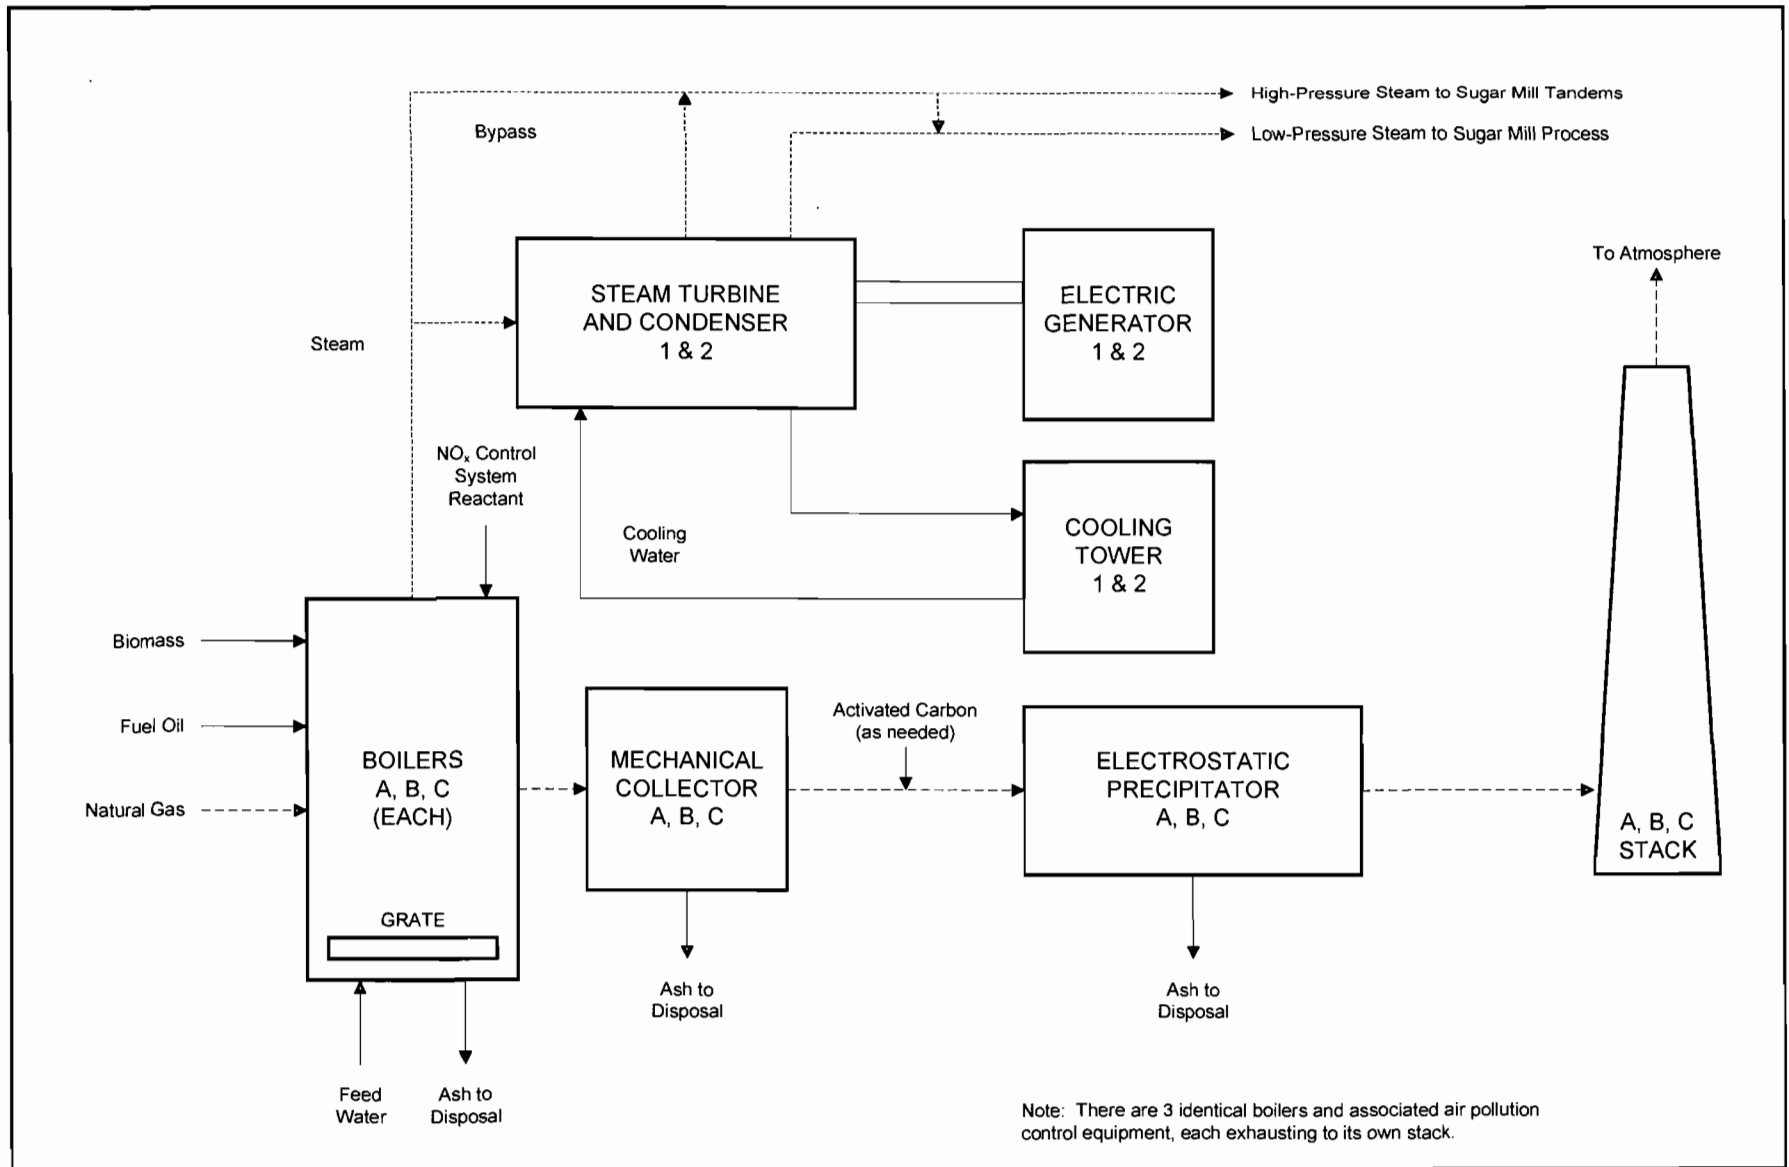 High-Pressure Steam to Sugar Mill Tandems
Bypass
Low-Pressure Steam to Sugar Mill Process
To Atmosphere
STEAM TURBINE
AND CONDENSER
1 & 2
ELECTRIC
GENERATOR
1 & 2
Steam
NOₓ Control
System
Reactant
Cooling
Water
COOLING
TOWER
1 & 2
Biomass
Fuel Oil
Natural Gas
BOILERS
A, B, C
(EACH)
GRATE
MECHANICAL
COLLECTOR
A, B, C
Activated Carbon
(as needed)
ELECTROSTATIC
PRECIPITATOR
A, B, C
A, B, C
STACK
Ash to
Disposal
Ash to
Disposal
Feed
Water
Ash to
Disposal
Note: There are 3 identical boilers and associated air pollution
control equipment, each exhausting to its own stack.